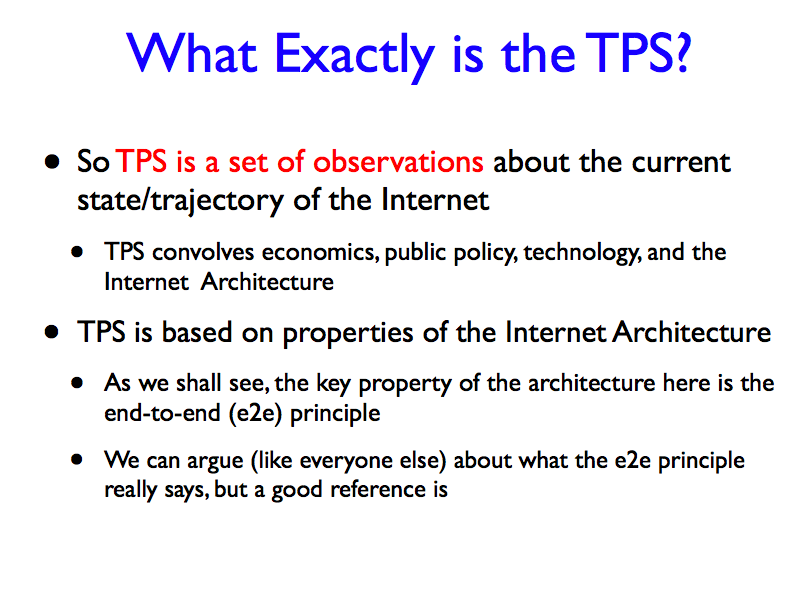 What Exactly is the TPS?
• So TPS is a set of observations about the current
state/trajectory of the Internet
• TPS convolves economics, public policy, technology, and the
Internet  Architecture
• TPS is based on properties of the Internet Architecture
• As we shall see, the key property of the architecture here is the
end-to-end (e2e) principle
• We can argue (like everyone else) about what the e2e principle
really says, but a good reference is